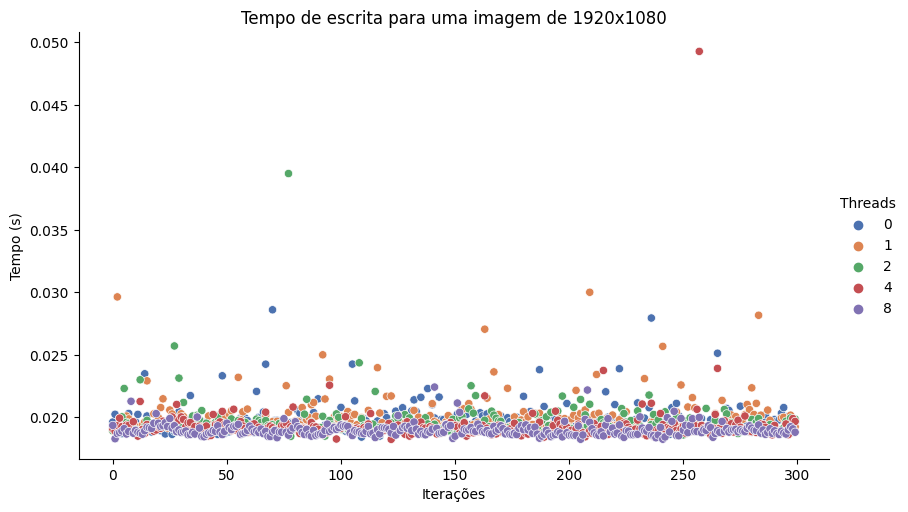 Tempo de escrita para uma imagem de 1920x1080
0.050
0.045
0.040
0.035
0.030
0.025
0.020
Tempo (s)
0 50 100 150 200 250 300
Iterações
Threads
0
1
2
4
8